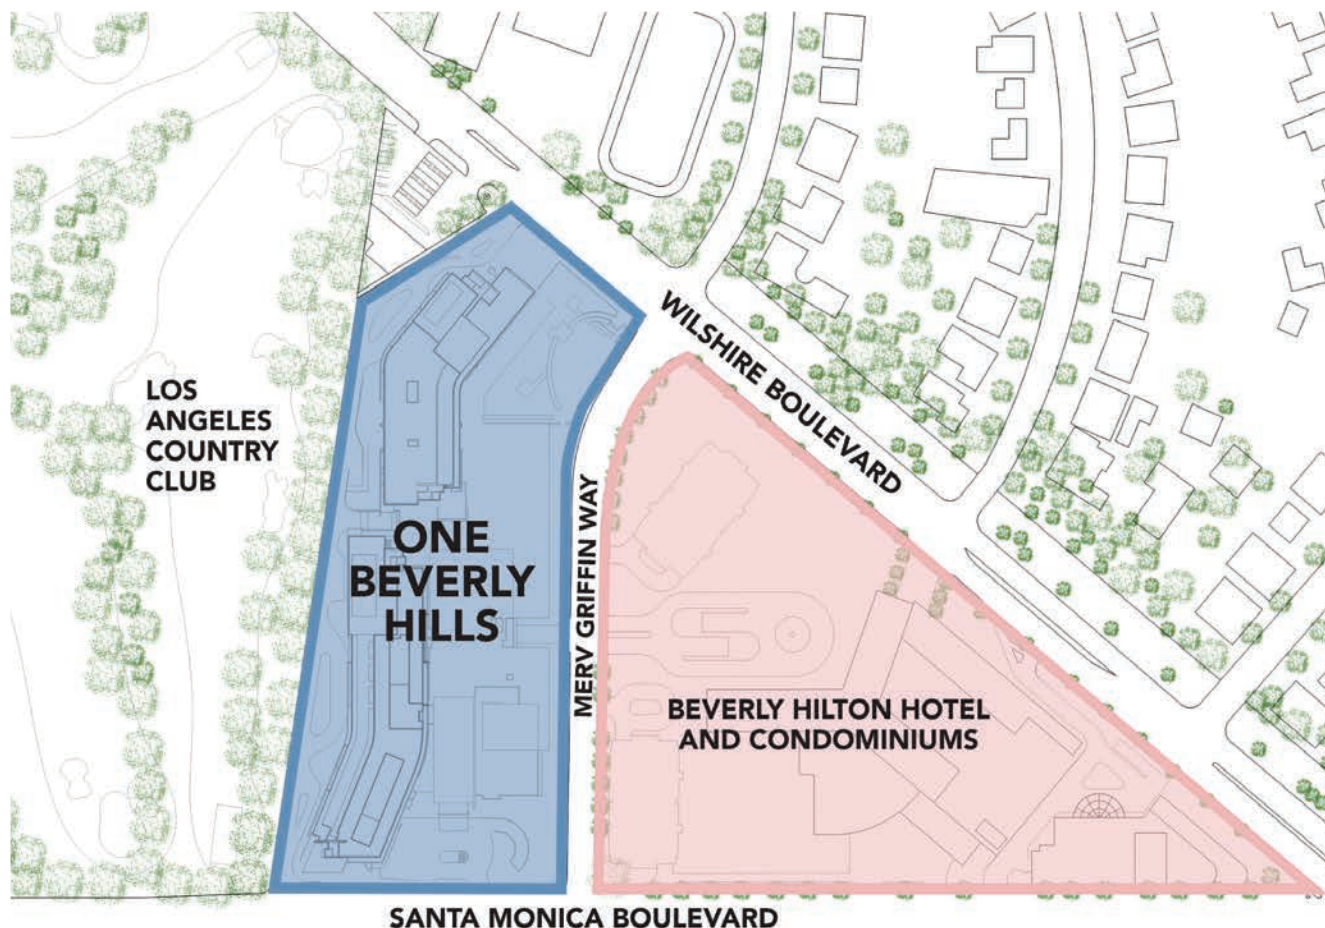 WILSHIRE BOULEVARD
LOS
ANGELES
COUNTRY
CLUB
ONE
BEVERLY
HILLS
MERV GRIFFIN WAY
BEVERLY HILTON HOTEL
AND CONDOMINIUMS
SANTA MONICA BOULEVARD